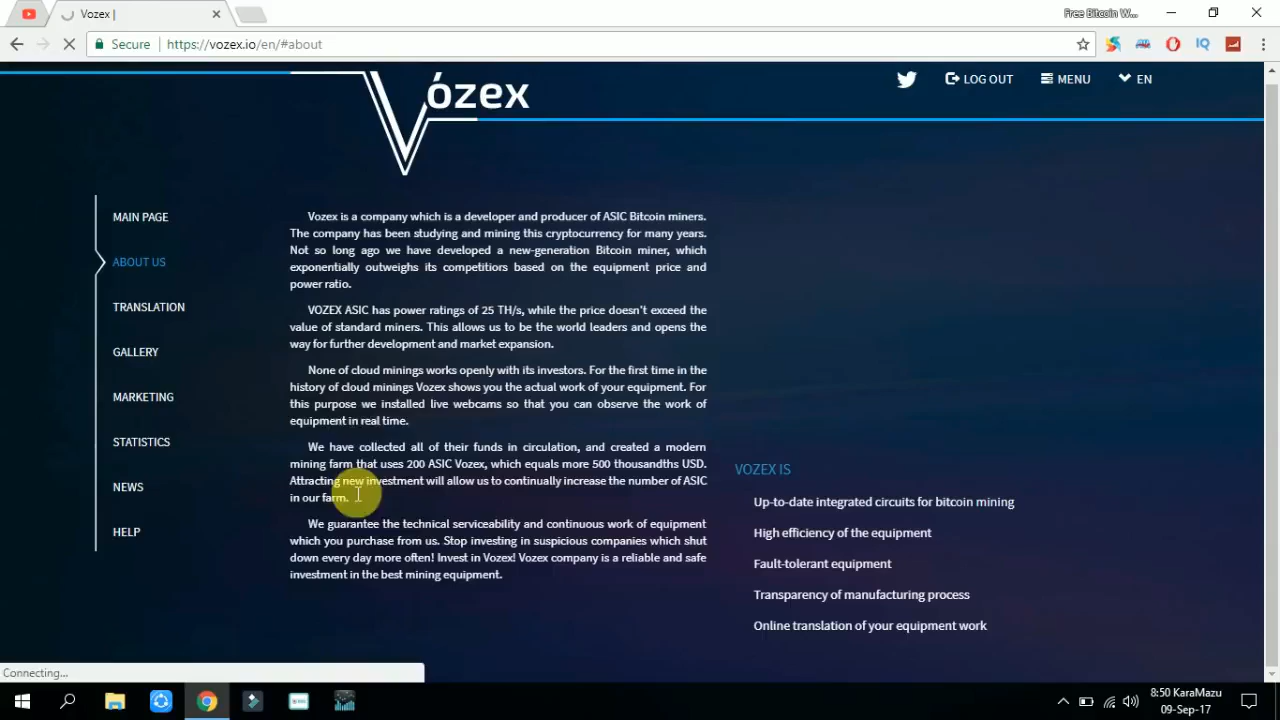 Vozex |
Free Bitcoin W...
Secure
https://vozex.io/en/#about
Vózex
LOG OUT
MENU
EN
MAIN PAGE
ABOUT US
TRANSLATION
GALLERY
MARKETING
STATISTICS
NEWS
HELP
Vozex is a company which is a developer and producer of ASIC Bitcoin miners.
The company has been studying and mining this cryptocurrency for many years.
Not so long ago we have developed a new-generation Bitcoin miner, which
exponentially outweighs its competitiors based on the equipment price and
power ratio.
VOZEX ASIC has power ratings of 25 TH/s, while the price doesn't exceed the
value of standard miners. This allows us to be the world leaders and opens the
way for further development and market expansion.
None of cloud minings works openly with its investors. For the first time in the
history of cloud minings Vozex shows you the actual work of your equipment. For
this purpose we installed live webcams so that you can observe the work of
equipment in real time.
We have collected all of their funds in circulation, and created a modern
mining farm that uses 200 ASIC Vozex, which equals more 500 thousandths USD.
Attracting new investment will allow us to continually increase the number of ASIC
in our farm.
We guarantee the technical serviceability and continuous work of equipment
which you purchase from us. Stop investing in suspicious companies which shut
down every day more often! Invest in Vozex! Vozex company is a reliable and safe
investment in the best mining equipment.
VOZEX IS
Up-to-date integrated circuits for bitcoin mining
High efficiency of the equipment
Fault-tolerant equipment
Transparency of manufacturing process
Online translation of your equipment work
Connecting...
8:50 KaraMazu
09-Sep-17